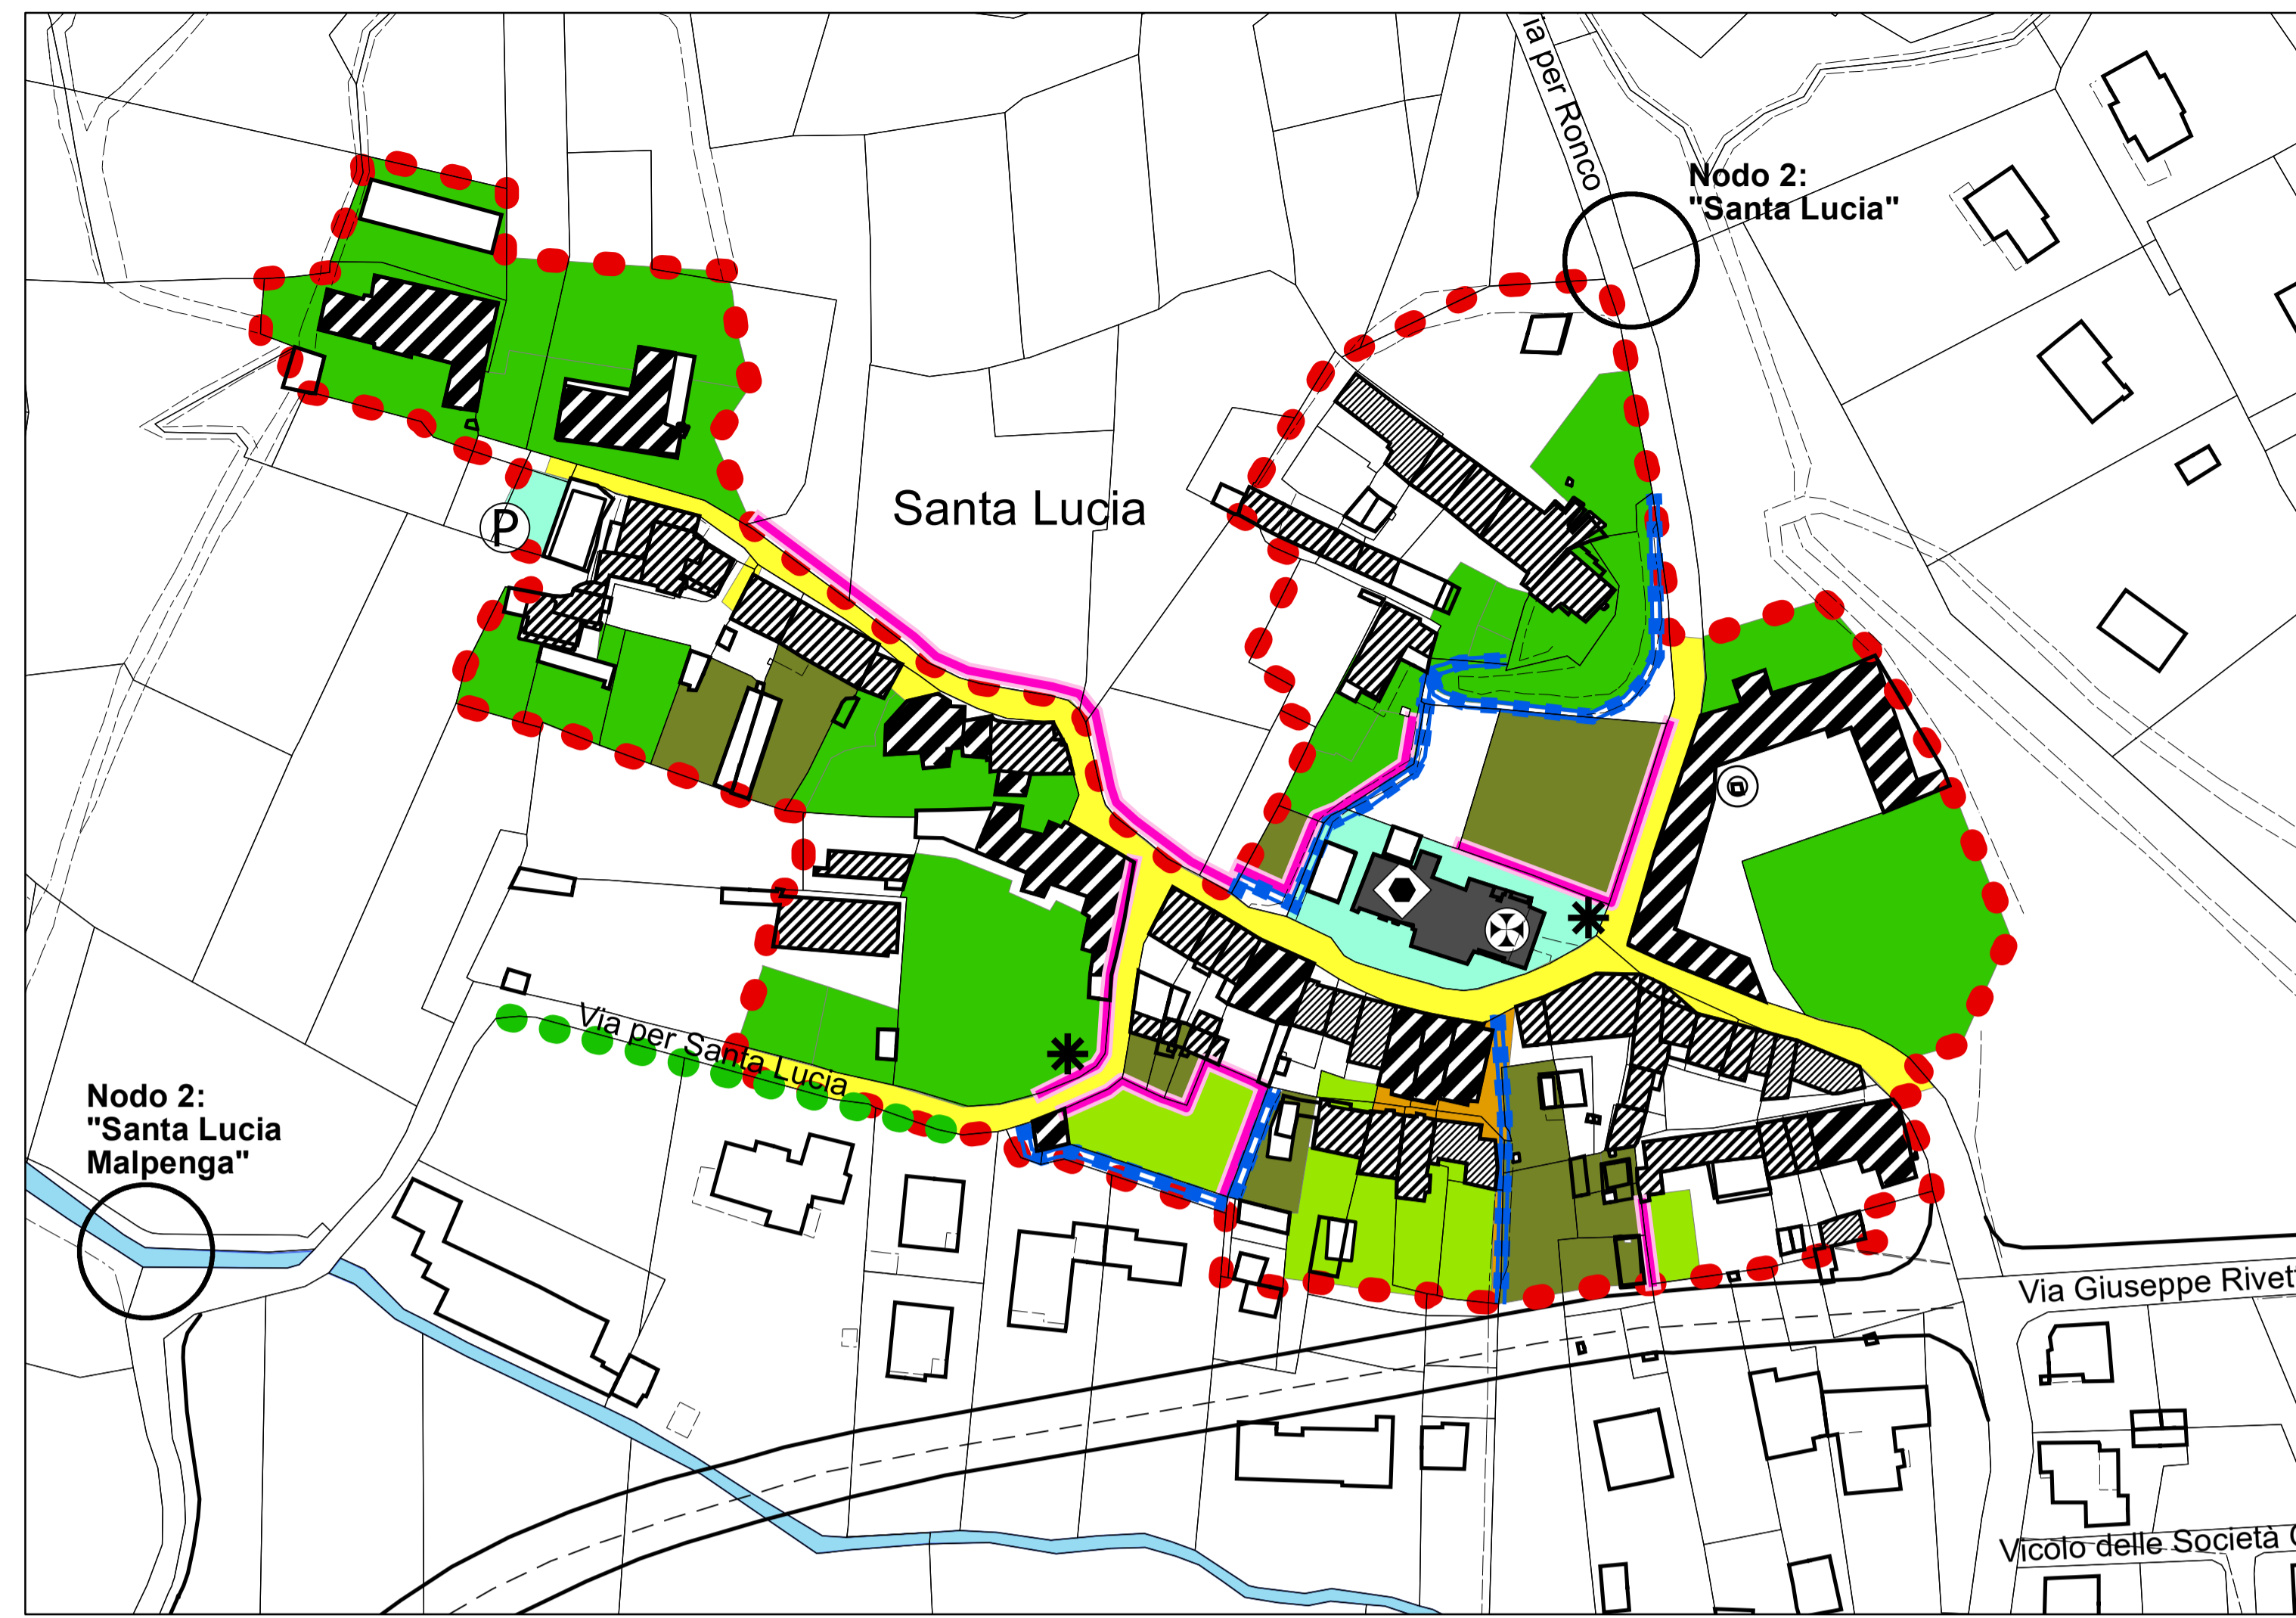 ia per Ronco
Nodo 2:
"Santa Lucia"
Santa Lucia
P
Via per Santa Lucia
Nodo 2:
"Santa Lucia
Malpenga"
Via Giuseppe Rivet
Vicolo delle Società